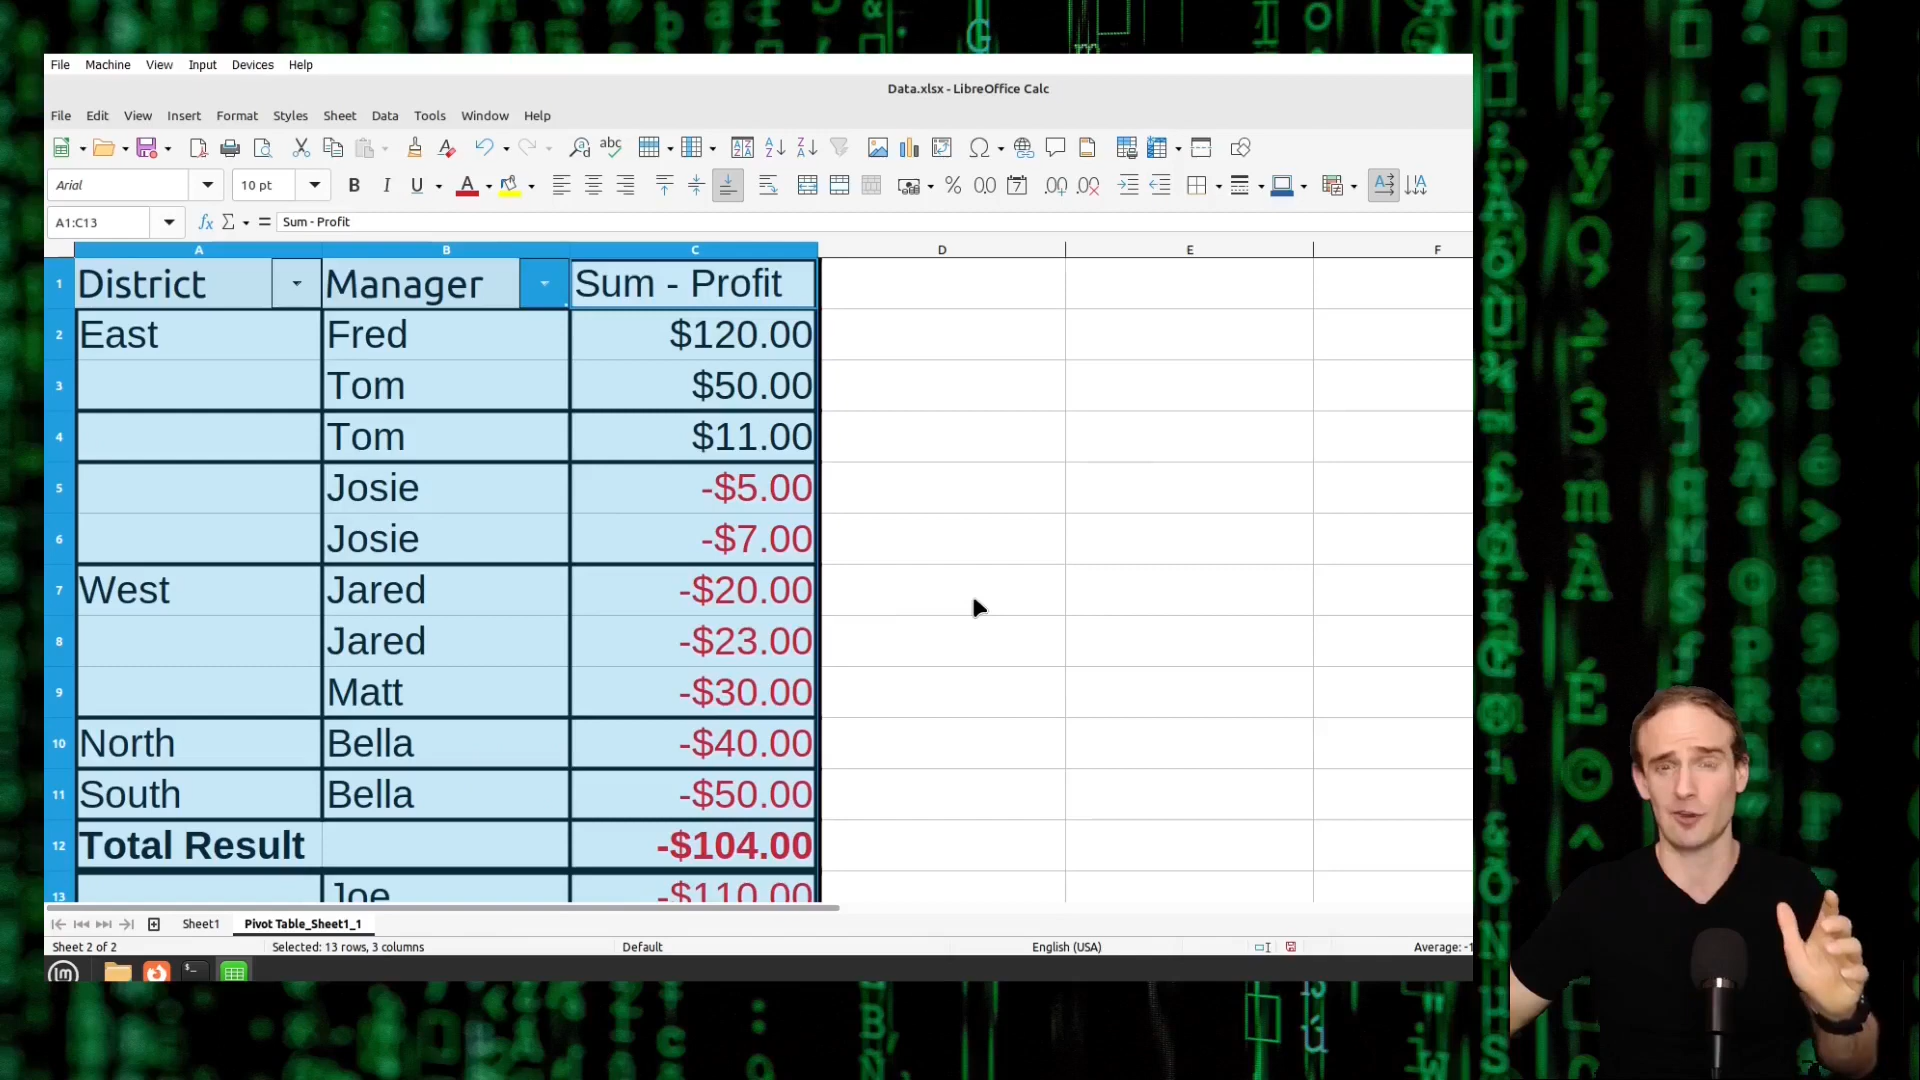 File Machine View Input Devices Help
Data.xlsx - LibreOffice Calc
File Edit View Insert Format Styles Sheet Data Tools Window Help
Arial 10 pt
A1:C13 Sum - Profit
A B C D E F
1 District Manager Sum - Profit
2 East Fred $120.00
3 Tom $50.00
4 Tom $11.00
5 Josie -$5.00
6 Josie -$7.00
7 West Jared -$20.00
8 Jared -$23.00
9 Matt -$30.00
10 North Bella -$40.00
11 South Bella -$50.00
12 Total Result -$104.00
13 Joe -$110.00
Sheet1 Pivot Table_Sheet1_1
Sheet 2 of 2 Selected: 13 rows, 3 columns Default English (USA) Average: -1